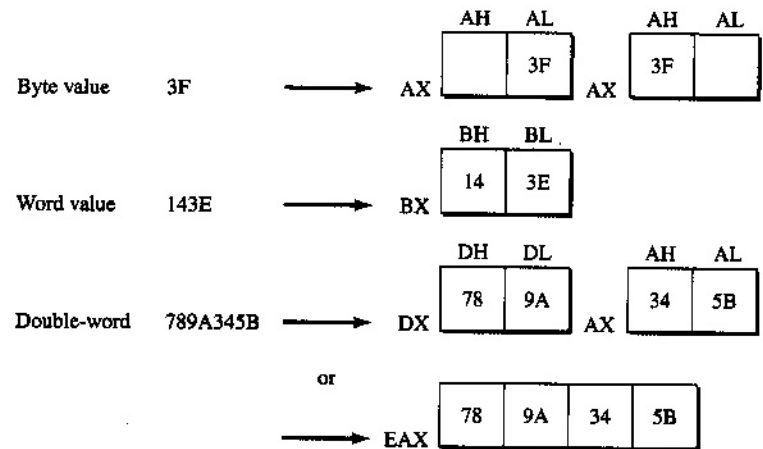 AH AL AH AL
Byte value 3F AX 3F AX 3F
BH BL
Word value 143E BX 14 3E
DH DL AH AL
Double-word 789A345B DX 78 9A AX 34 5B
or
EAX 78 9A 34 5B